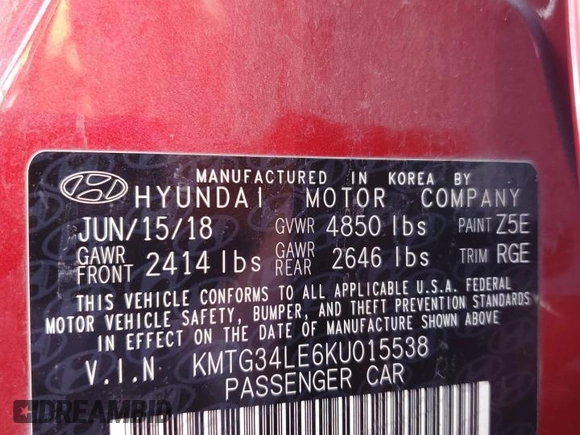 MANUFACTURED IN KOREA BY
HYUNDAI MOTOR COMPANY
JUN/15/18 GVWR 4850 lbs PAINT Z5E
GAWR FRONT 2414 lbs GAWR REAR 2646 lbs TRIM RGE
THIS VEHICLE CONFORMS TO ALL APPLICABLE U.S.A. FEDERAL
MOTOR VEHICLE SAFETY, BUMPER, AND THEFT PREVENTION STANDARDS
IN EFFECT ON THE DATE OF MANUFACTURE SHOWN ABOVE
V.I.N KMTG34LE6KU015538
PASSENGER CAR
DREAMBID